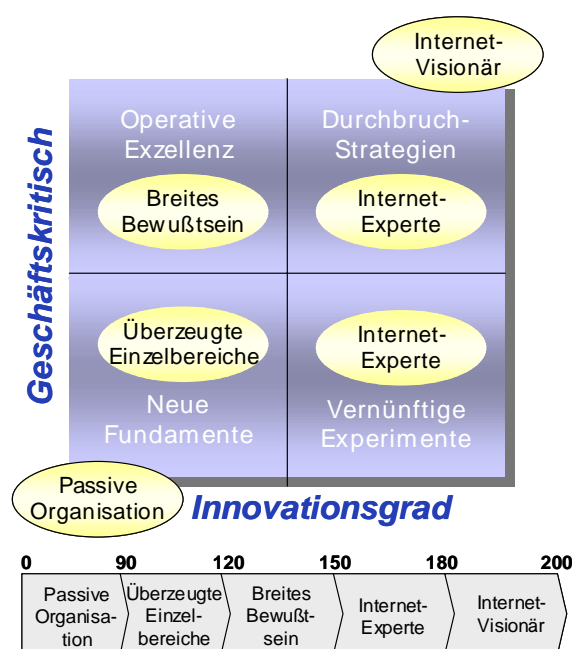 Internet-
Visionär
Operative
Exzellenz
Durchbruch-
Strategien
Breites
Bewußtsein
Internet-
Experte
Geschäftskritisch
Überzeugte
Einzelbereiche
Internet-
Experte
Neue
Fundamente
Vernünftige
Experimente
Passive
Organisation
Innovationsgrad
0 90 120 150 180 200
Passive
Organisa-
tion
Überzeugte
Einzel-
bereiche
Breites
Bewußt-
sein
Internet-
Experte
Internet-
Visionär